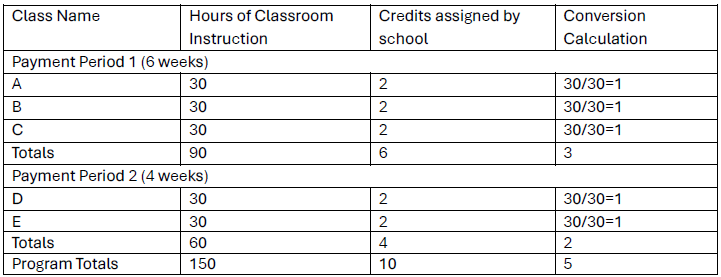 Class Name Hours of Classroom Instruction Credits assigned by school Conversion Calculation
Payment Period 1 (6 weeks)
A 30 2 30/30=1
B 30 2 30/30=1
C 30 2 30/30=1
Totals 90 6 3
Payment Period 2 (4 weeks)
D 30 2 30/30=1
E 30 2 30/30=1
Totals 60 4 2
Program Totals 150 10 5